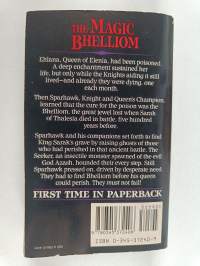 THE MAGIC
BHELLIOM
Ehlana, Queen of Elenia, had been poisoned.
A deep enchantment sustained her
life, but only while the Knights aiding it still
lived—and already they were dying, one
each month.
Then Sparhawk, Knight and Queen's Champion,
learned that the cure for the poison was the
Bhelliom, the great jewel lost when Sarak
of Thalesia died in battle, five hundred
years before.
Sparhawk and his companions set forth to find
King Sarak's grave by raising ghosts of those
who had perished in that ancient battle. The
Seeker, an insectile monster spawned of the evil
God Azash, hounded their every step. Still
Sparhawk pressed on, driven by desperate need.
They had to find Bhelliom before his queen
could perish. They must not fail!
FIRST TIME IN PAPERBACK
ISBN 0-345-37240-9